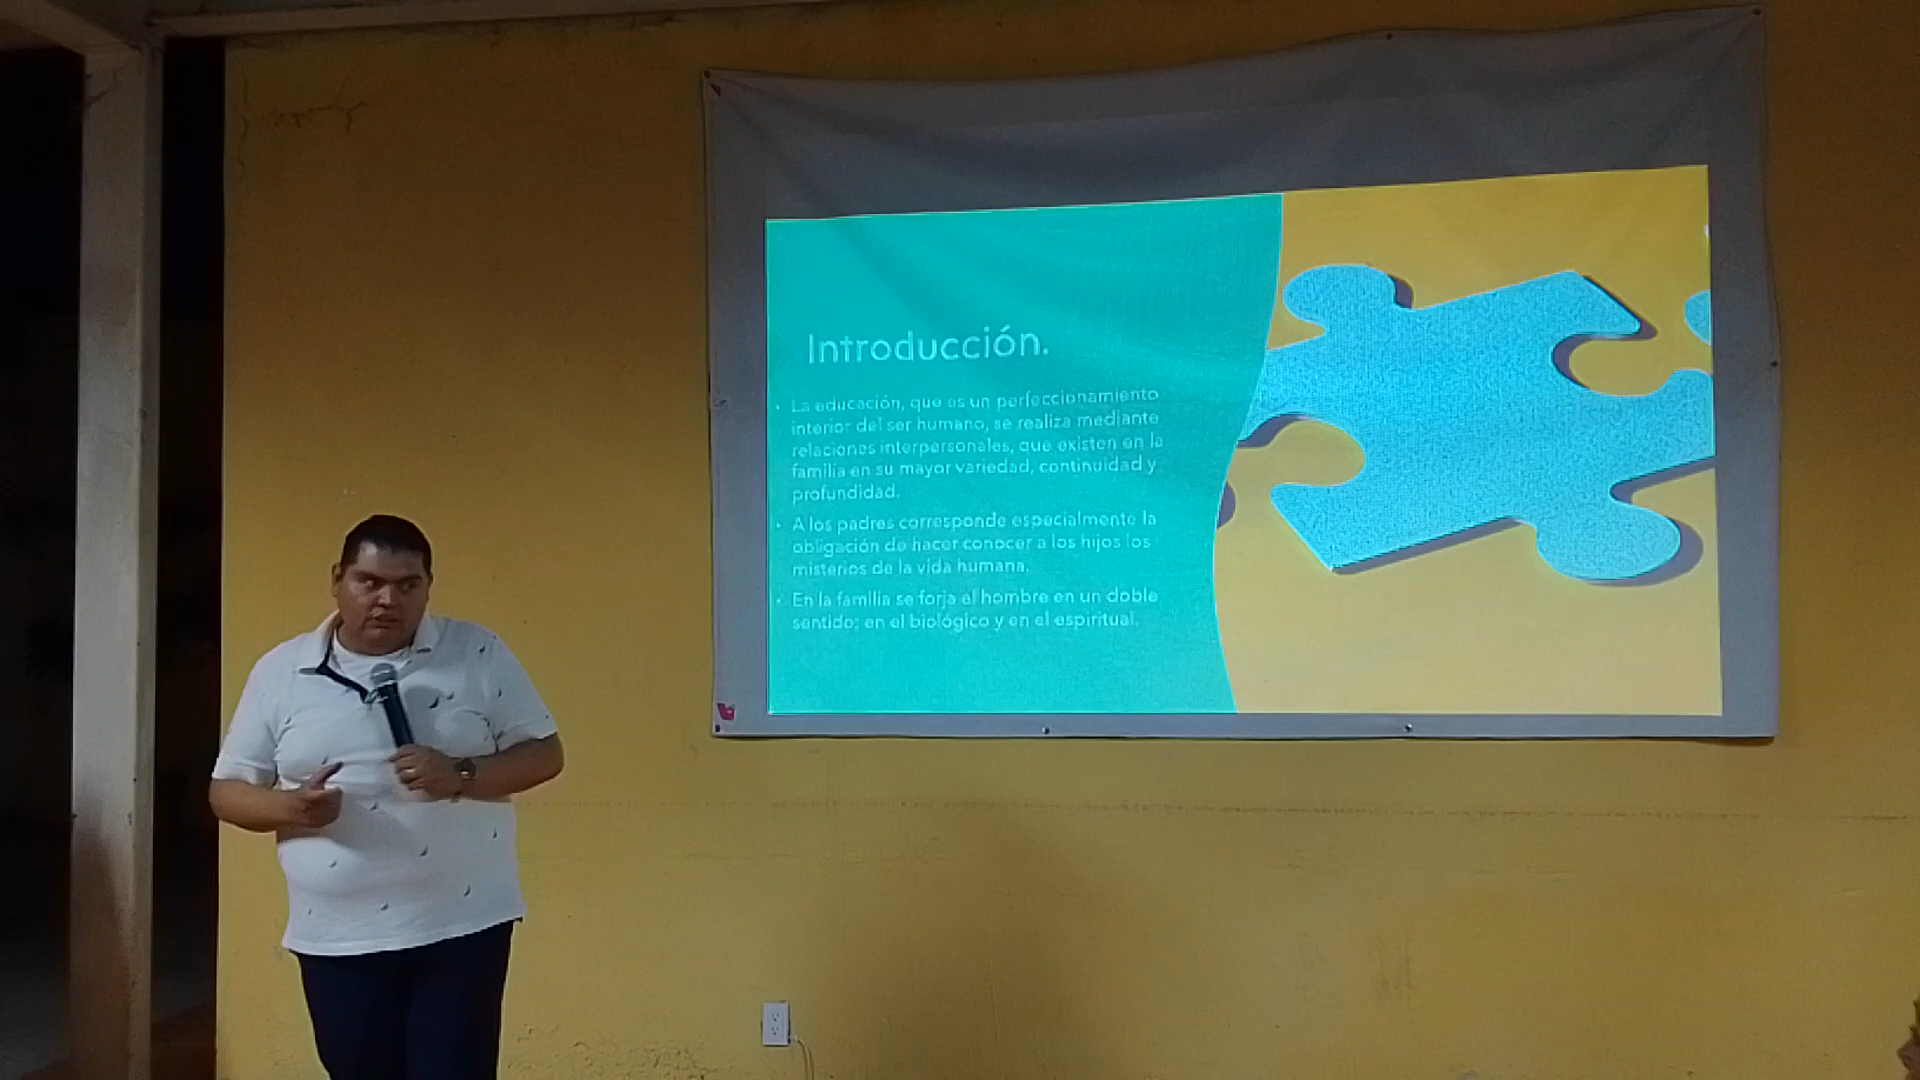 Introducción.
• La educación, que es un perfeccionamiento
interior del ser humano, se realiza mediante
relaciones interpersonales, que existen en la
familia en su mayor variedad, continuidad y
profundidad.
• A los padres corresponde especialmente la
obligación de hacer conocer a los hijos los
misterios de la vida humana.
• En la familia se forja el hombre en un doble
sentido; en el biológico y en el espiritual.